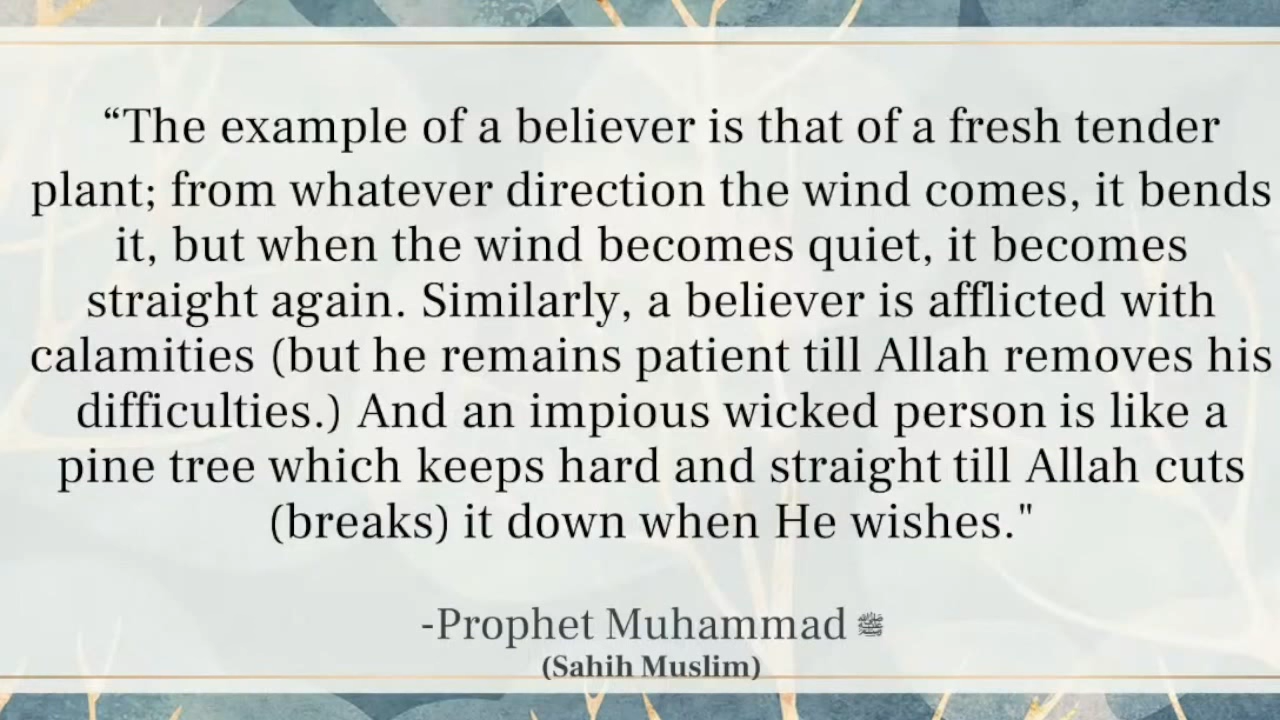 “The example of a believer is that of a fresh tender
plant; from whatever direction the wind comes, it bends
it, but when the wind becomes quiet, it becomes
straight again. Similarly, a believer is afflicted with
calamities (but he remains patient till Allah removes his
difficulties.) And an impious wicked person is like a
pine tree which keeps hard and straight till Allah cuts
(breaks) it down when He wishes."
-Prophet Muhammad ﷺ
(Sahih Muslim)